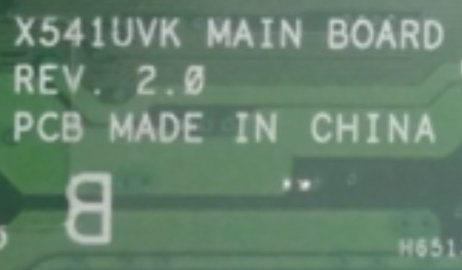 X541UVK MAIN BOARD
REV. 2.0
PCB MADE IN CHINA
B
H651